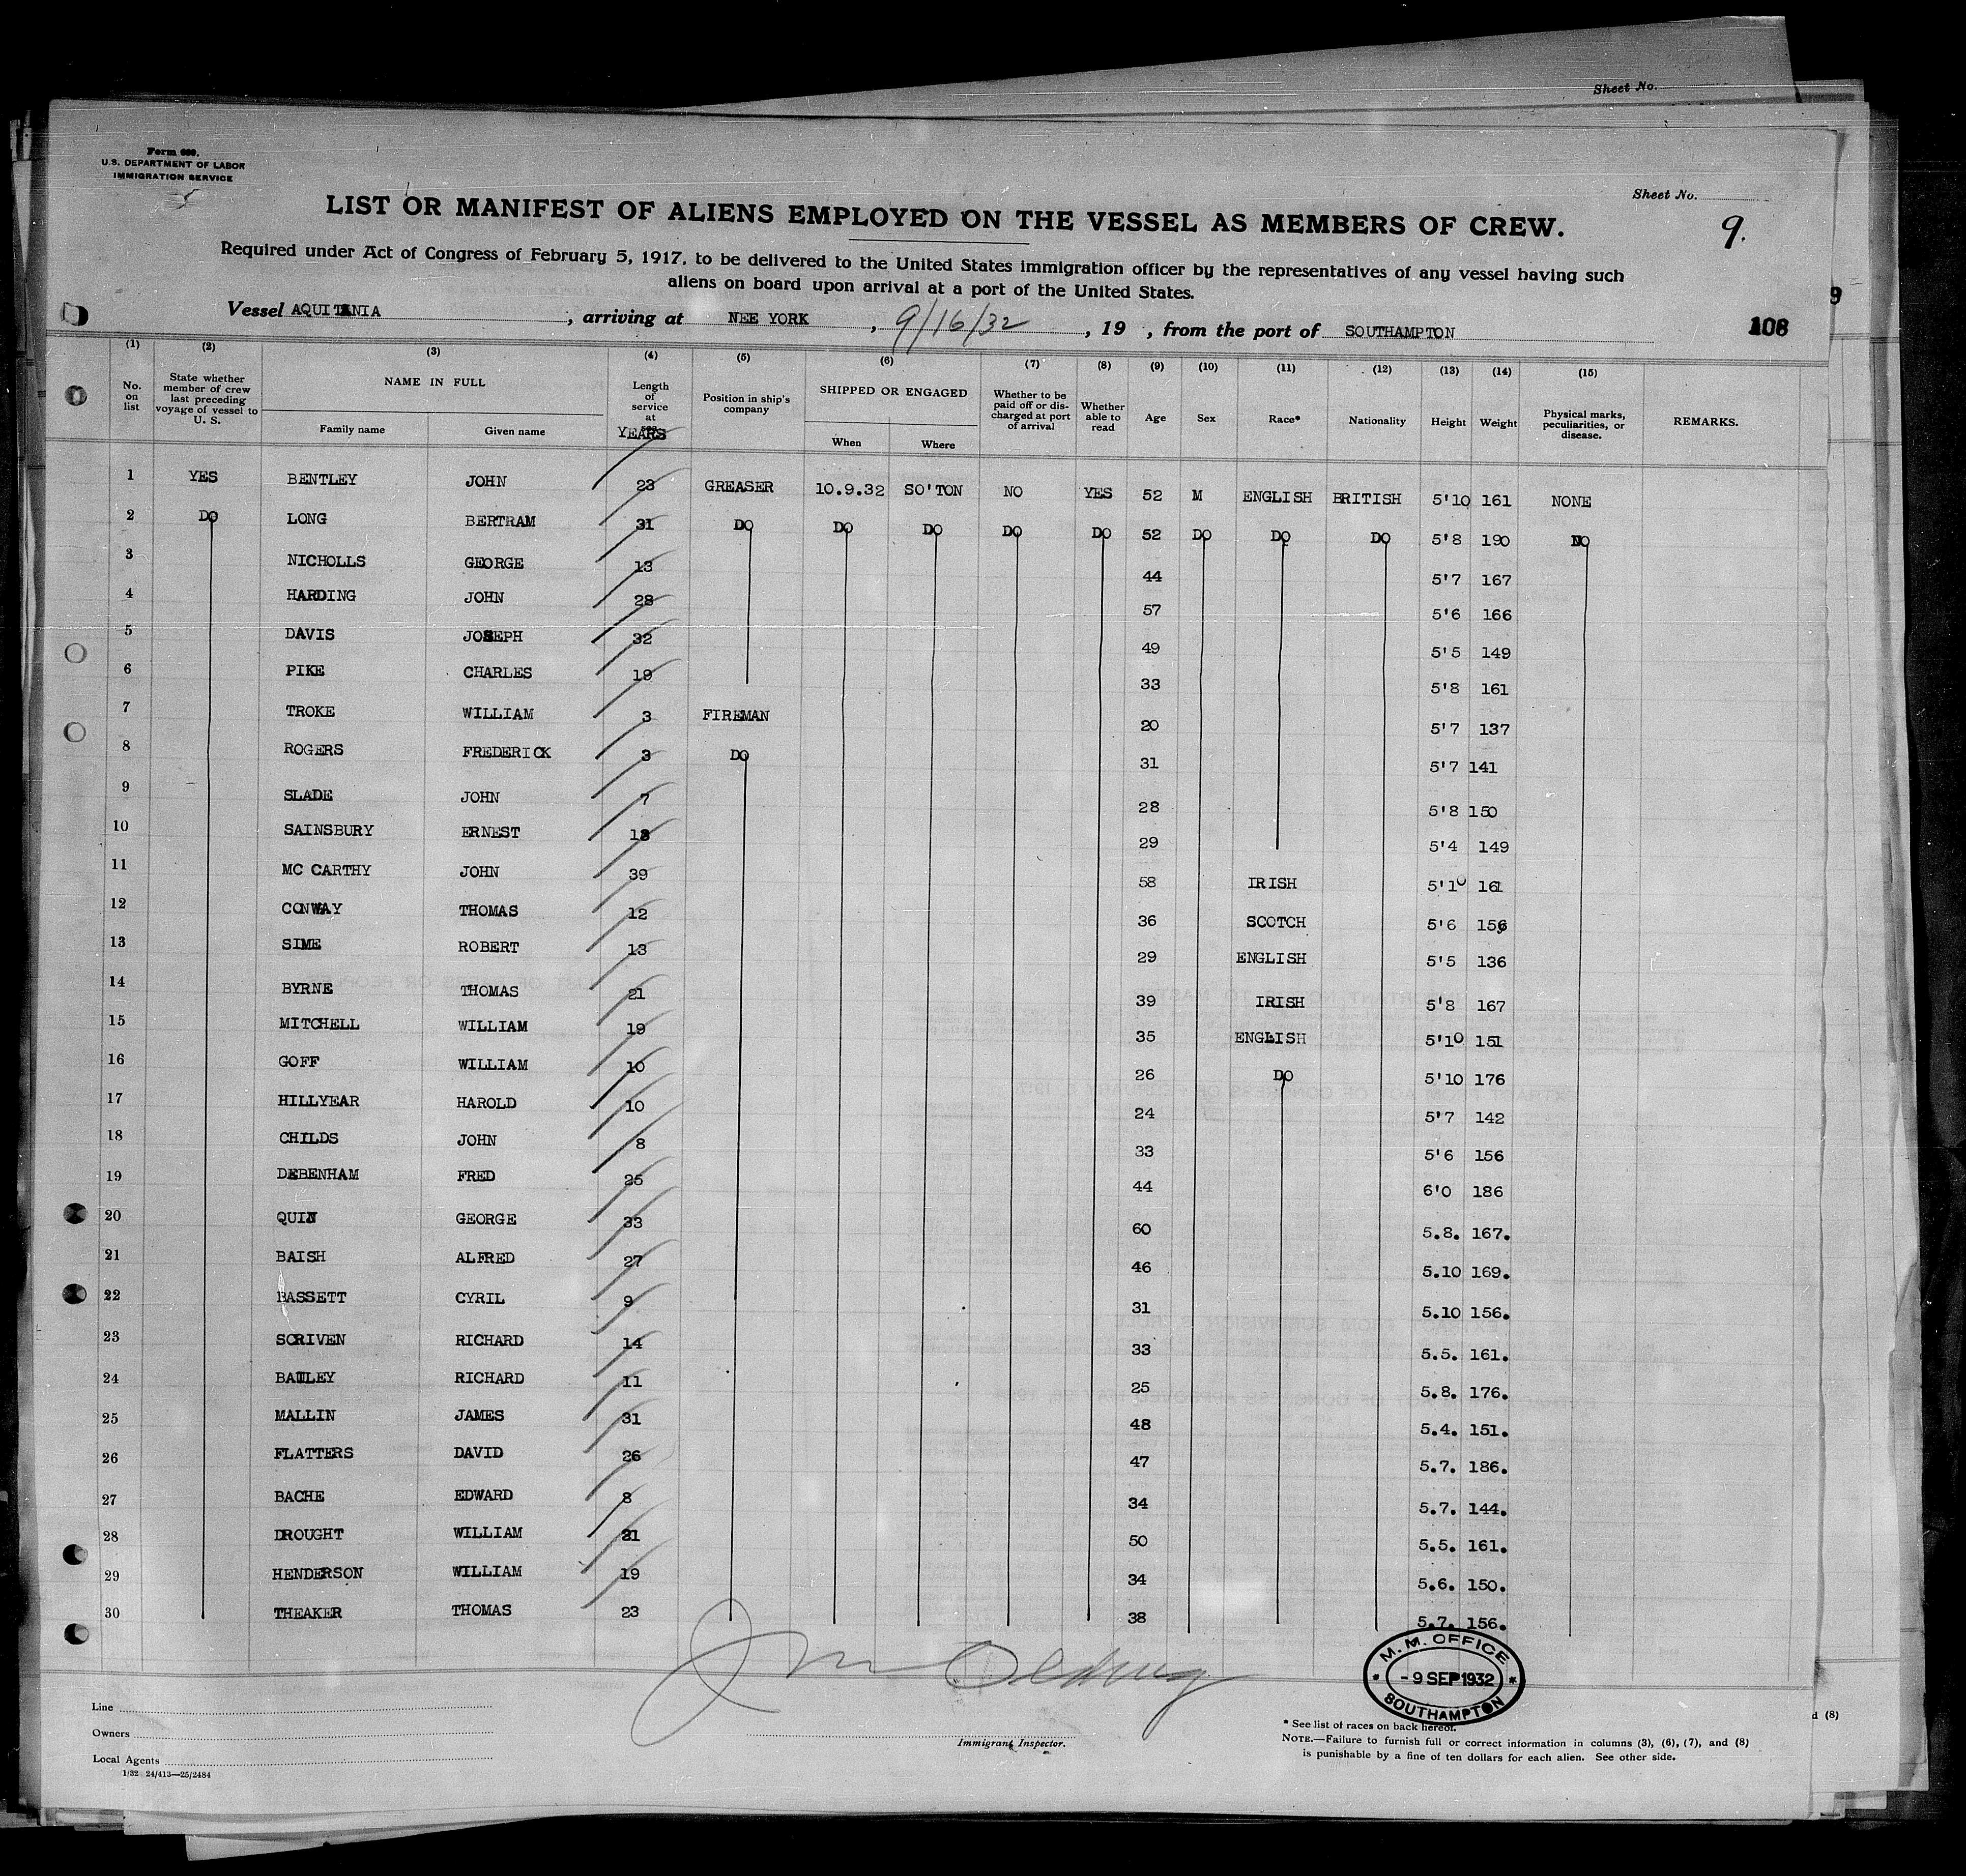 Sheet No.
Form 680.
U.S. DEPARTMENT OF LABOR
IMMIGRATION SERVICE
Sheet No.
9.
LIST OR MANIFEST OF ALIENS EMPLOYED ON THE VESSEL AS MEMBERS OF CREW.
Required under Act of Congress of February 5, 1917, to be delivered to the United States immigration officer by the representatives of any vessel having such
aliens on board upon arrival at a port of the United States.
Vessel AQUITANIA, arriving at NEE YORK, 9/16/32, 19 , from the port of SOUTHAMPTON
108
(1) (2) (3) (4) (5) (6) (7) (8) (9) (10) (11) (12) (13) (14) (15)
No. on list | State whether member of crew last preceding voyage of vessel to U. S. | NAME IN FULL Family name Given name | Length of service at sea YEARS | Position in ship's company | SHIPPED OR ENGAGED When Where | Whether to be paid off or discharged at port of arrival | Whether able to read | Age | Sex | Race* | Nationality | Height | Weight | Physical marks, peculiarities, or disease. | REMARKS.
1 YES BENTLEY JOHN 23 GREASER 10.9.32 SO'TON NO YES 52 M ENGLISH BRITISH 5'10 161 NONE
2 DO LONG BERTRAM 31 DO DO DO DO DO 52 DO DO DO 5'8 190 DO
3 NICHOLLS GEORGE 13 44 5'7 167
4 HARDING JOHN 28 57 5'6 166
5 DAVIS JOSEPH 32 49 5'5 149
6 PIKE CHARLES 19 33 5'8 161
7 TROKE WILLIAM 3 FIREMAN 20 5'7 137
8 ROGERS FREDERICK 3 DO 31 5'7 141
9 SLADE JOHN 7 28 5'8 150
10 SAINSBURY ERNEST 29 5'4 149
11 MC CARTHY JOHN 39 58 IRISH 5'10 161
12 CONWAY THOMAS 12 36 SCOTCH 5'6 156
13 SIME ROBERT 13 29 ENGLISH 5'5 136
14 BYRNE THOMAS 21 39 IRISH 5'8 167
15 MITCHELL WILLIAM 19 35 ENGLISH 5'10 151
16 GOFF WILLIAM 10 26 DO 5'10 176
17 HILLYEAR HAROLD 10 24 5'7 142
18 CHILDS JOHN 8 33 5'6 156
19 DEBENHAM FRED 25 44 6'0 186
20 QUIN GEORGE 33 60 5.8. 167.
21 BAISH ALFRED 27 46 5.10 169.
22 BASSETT CYRIL 9 31 5.10 156.
23 SCRIVEN RICHARD 14 33 5.5. 161.
24 RICHARD 11 25 5.8. 176.
25 MALLIN JAMES 31 48 5.4. 151.
26 FLATTERS DAVID 26 47 5.7. 186.
27 BACHE EDWARD 8 34 5.7. 144.
28 DROUGHT WILLIAM 50 5.5. 161.
29 HENDERSON WILLIAM 19 34 5.6. 150.
30 THEAKER THOMAS 23 38 5.7. 156.
M. M. OFFICE
- 9 SEP 1932
SOUTHAMPTON
Line
Owners
Local Agents
1/32 24/413—25/2484
Immigrant Inspector.
* See list of races on back hereof.
NOTE.—Failure to furnish full or correct information in columns (3), (6), (7), and (8)
is punishable by a fine of ten dollars for each alien. See other side.
d (8)